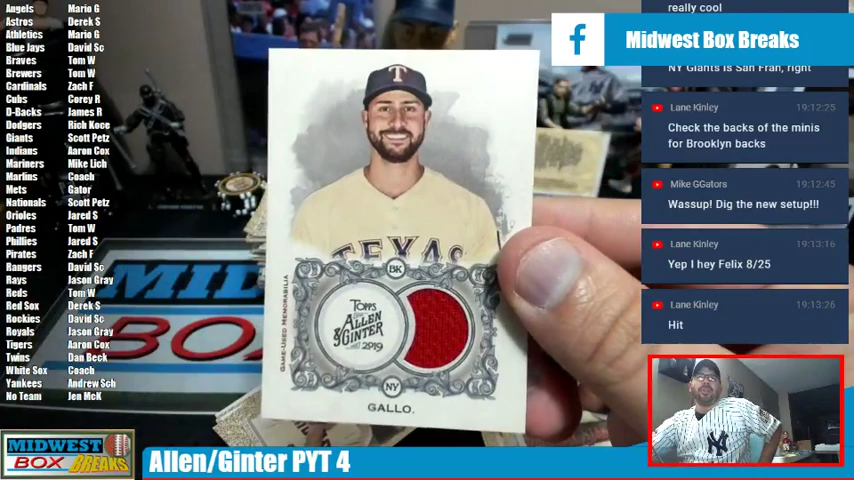 Angels Mario G
Astros Derek S
Athletics Mario G
Blue Jays David Sc
Braves Tom W
Brewers Tom W
Cardinals Zach F
Cubs Corey R
D-Backs James R
Dodgers Rich Koce
Giants Scott Petz
Indians Aaron Cox
Mariners Mike Lich
Marlins Coach
Mets Gator
Nationals Scott Petz
Orioles Jared S
Padres Tom W
Phillies Jared S
Pirates Zach F
Rangers David Sc
Rays Jason Gray
Reds Tom W
Red Sox Derek S
Rockies David Sc
Royals Jason Gray
Tigers Aaron Cox
Twins Dan Beck
White Sox Coach
Yankees Andrew Sch
No Team Jen McK
MIDWEST
BOX BREAKS
Allen/Ginter PYT 4
MIDW
BO
T
TEXAS
BK
GAME-USED MEMORABILIA
TOPPS
ALLEN
& GINTER
2019
NY
GALLO.
f Midwest Box Breaks
really cool
NY Giants is San Fran, right
Lane Kinley 19:12:25
Check the backs of the minis
for Brooklyn backs
Mike GGators 19:12:45
Wassup! Dig the new setup!!!
Lane Kinley 19:13:16
Yep I hey Felix 8/25
Lane Kinley 19:13:26
Hit
NY